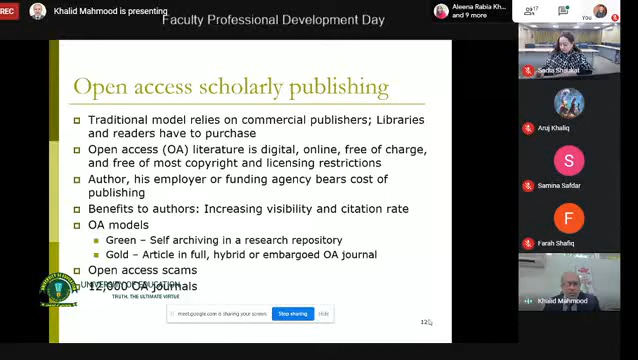 REC
Khalid Mahmood is presenting
Faculty Professional Development Day
Aleena Rabia Kh...
and 9 more
17
You
Open access scholarly publishing
Traditional model relies on commercial publishers; Libraries
and readers have to purchase
Open access (OA) literature is digital, online, free of charge,
and free of most copyright and licensing restrictions
Author, his employer or funding agency bears cost of
publishing
Benefits to authors: Increasing visibility and citation rate
OA models
Green – Self archiving in a research repository
Gold – Article in full, hybrid or embargoed OA journal
Open access scams
12,000 OA journals
UNIVERSITY OF EDUCATION
TRUTH, THE ULTIMATE VIRTUE
meet.google.com is sharing your screen.
Stop sharing
Hide
12
Sadia Shaukat
Aruj Khaliq
S
Samina Safdar
F
Farah Shafiq
Khalid Mahmood